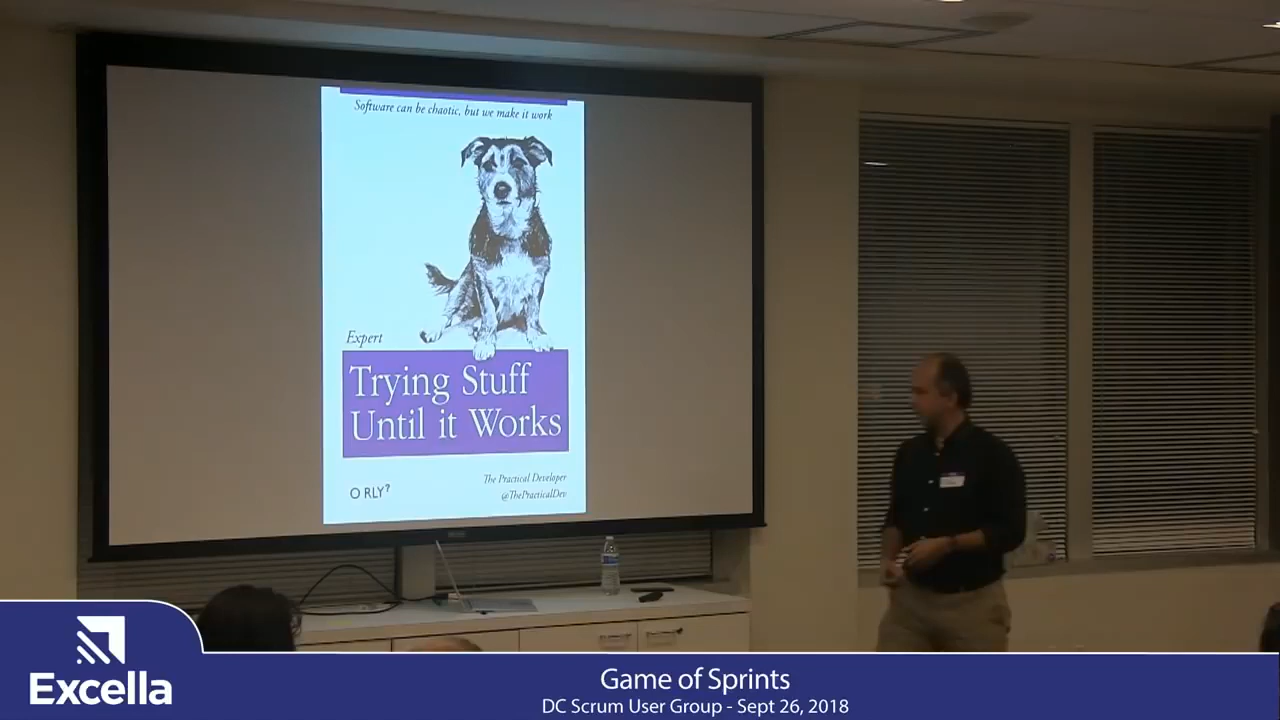 Software can be chaotic, but we make it work
Expert
Trying Stuff
Until it Works
The Practical Developer
@ThePracticalDev
O RLY?
Excella
Game of Sprints
DC Scrum User Group - Sept 26, 2018